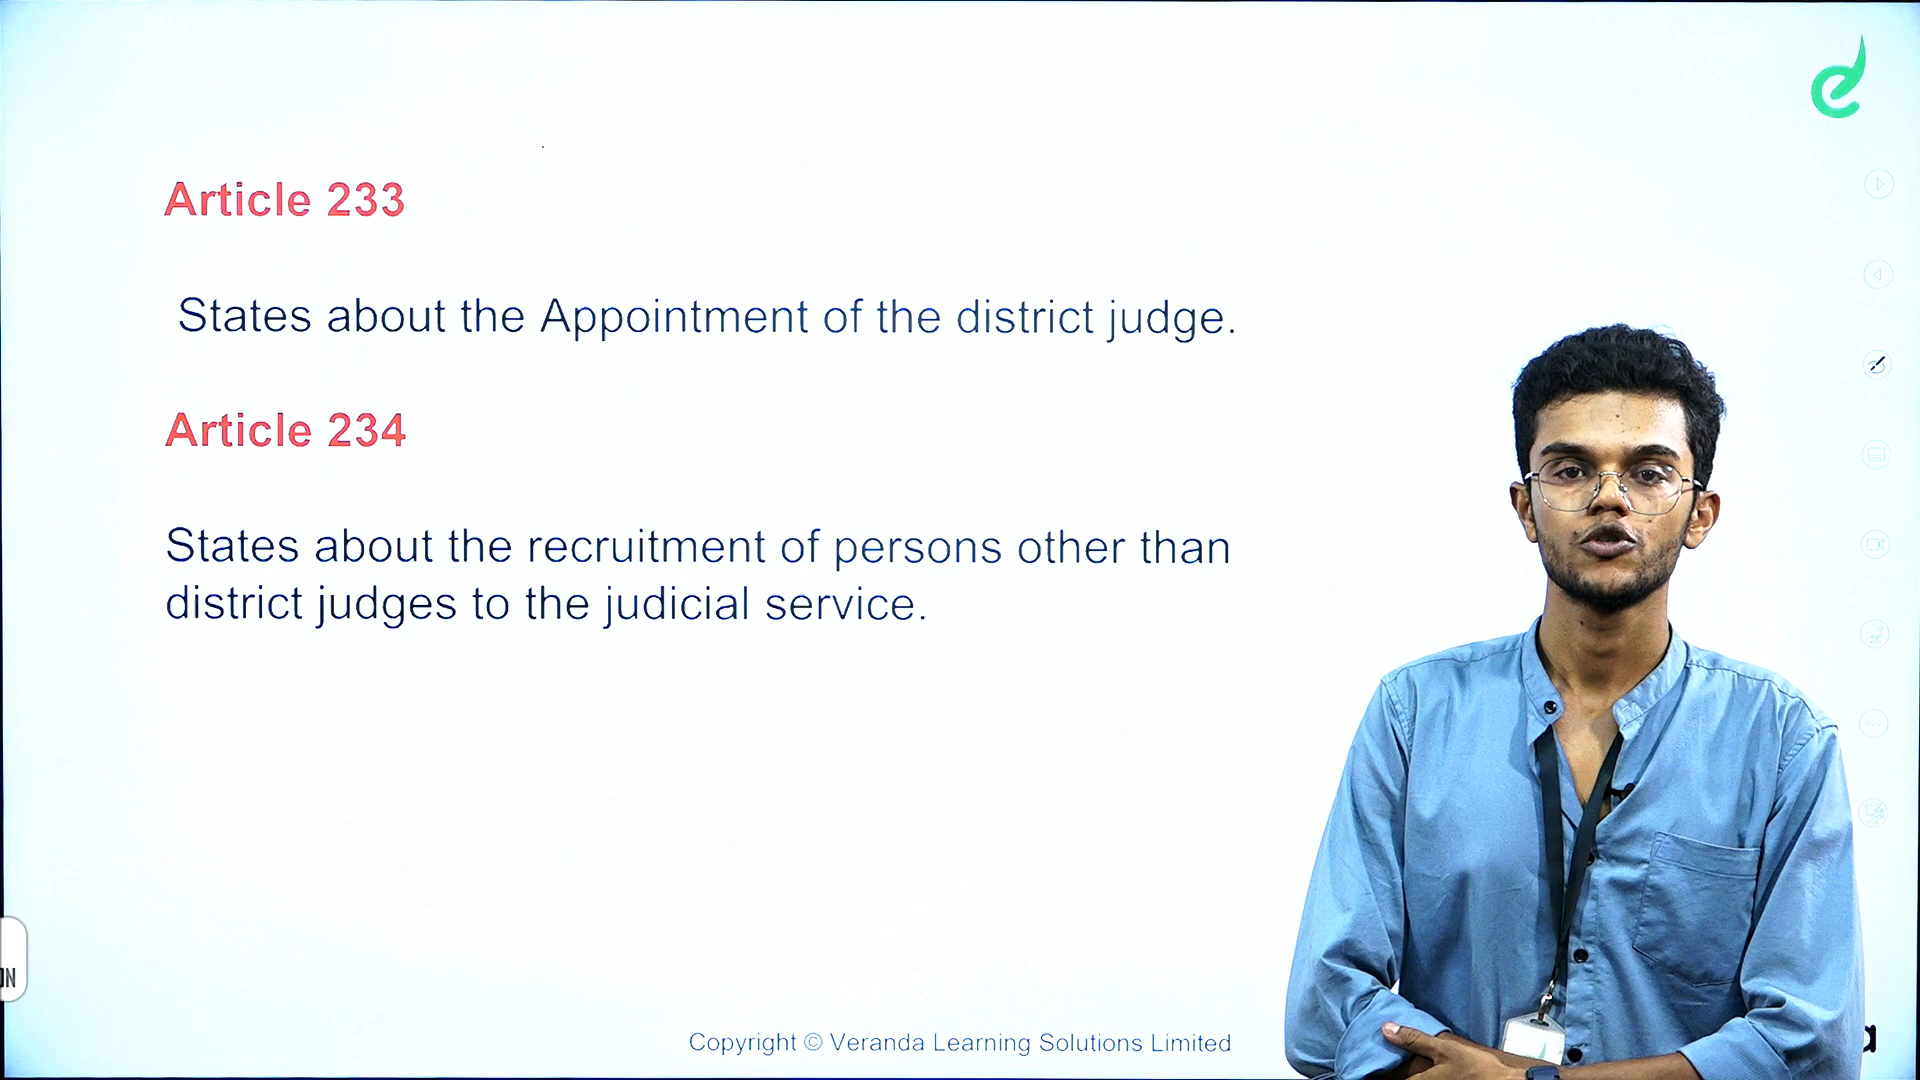 Article 233
States about the Appointment of the district judge.
Article 234
States about the recruitment of persons other than
district judges to the judicial service.
Copyright © Veranda Learning Solutions Limited